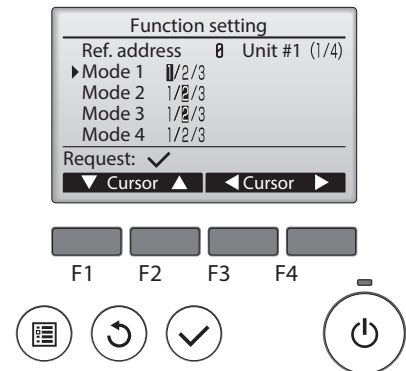 Function setting
Ref. address 0 Unit #1 (1/4)
▶Mode 1 1/2/3
Mode 2 1/2/3
Mode 3 1/2/3
Mode 4 1/2/3
Request: ✓
▼ Cursor ▲ ◀ Cursor ▶
F1 F2 F3 F4